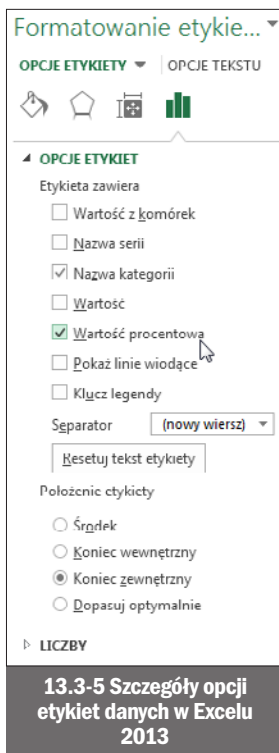 Formatowanie etykie...
OPCJE ETYKIETY OPCJE TEKSTU
OPCJE ETYKIET
Etykieta zawiera
Wartość z komórek
Nazwa serii
Nazwa kategorii
Wartość
Wartość procentowa
Pokaż linie wiodące
Klucz legendy
Separator (nowy wiersz)
Resetuj tekst etykiety
Położenie etykiety
Środek
Koniec wewnętrzny
Koniec zewnętrzny
Dopasuj optymalnie
LICZBY
13.3-5 Szczegóły opcji
etykiet danych w Excelu
2013